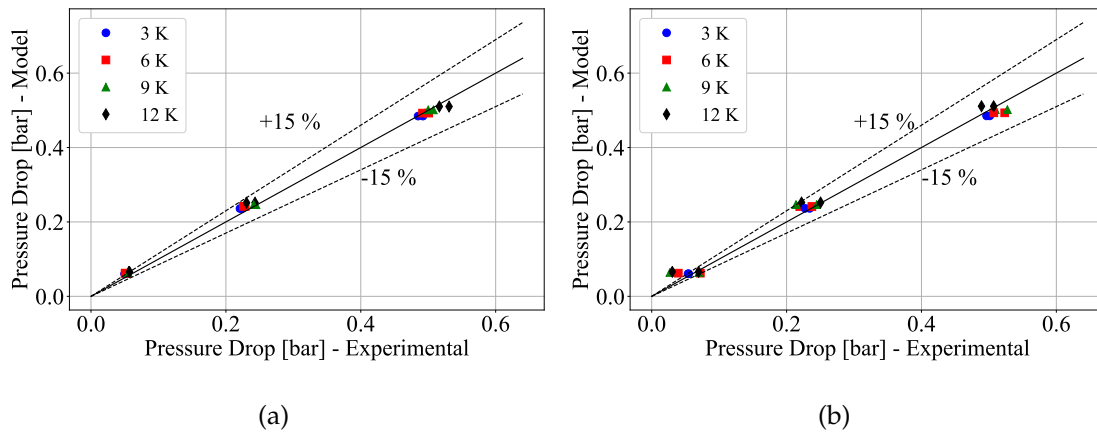 Pressure Drop [bar] - Model
0.6
0.4
0.2
0.0
3 K
6 K
9 K
12 K
+15 %
-15 %
0.0 0.2 0.4 0.6
Pressure Drop [bar] - Experimental
(a)
Pressure Drop [bar] - Model
0.6
0.4
0.2
0.0
3 K
6 K
9 K
12 K
+15 %
-15 %
0.0 0.2 0.4 0.6
Pressure Drop [bar] - Experimental
(b)